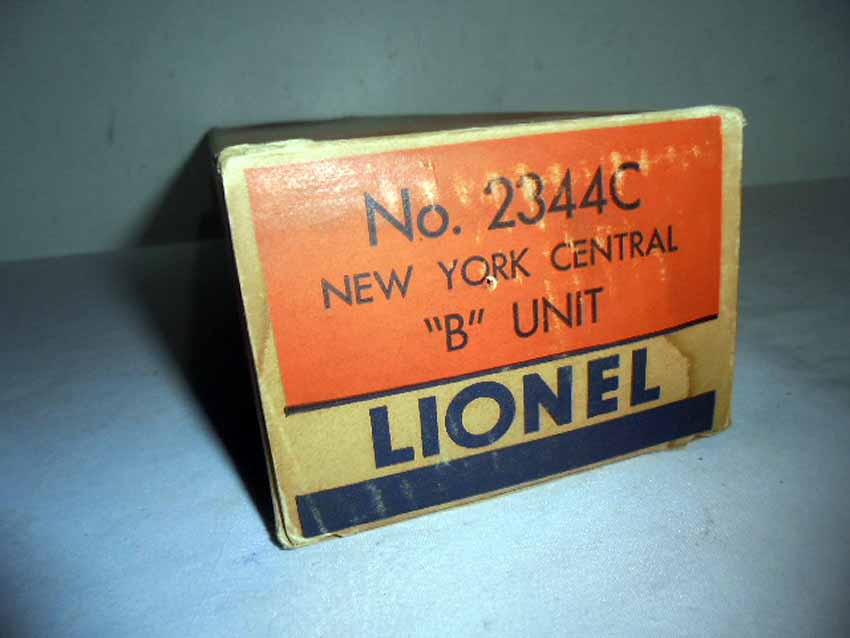 No. 2344C
NEW YORK CENTRAL
"B" UNIT
LIONEL